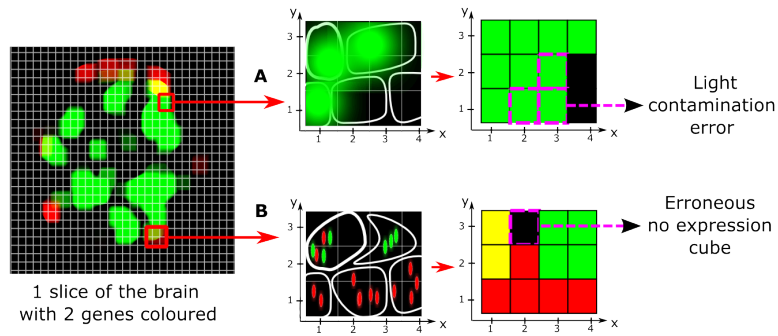 A
y
3
2
1
1
2
3
4
x
y
3
2
1
1
2
3
4
x
Light
contamination
error
B
y
3
2
1
1
2
3
4
x
y
3
2
1
1
2
3
4
x
Erroneous
no expression
cube
1 slice of the brain
with 2 genes coloured